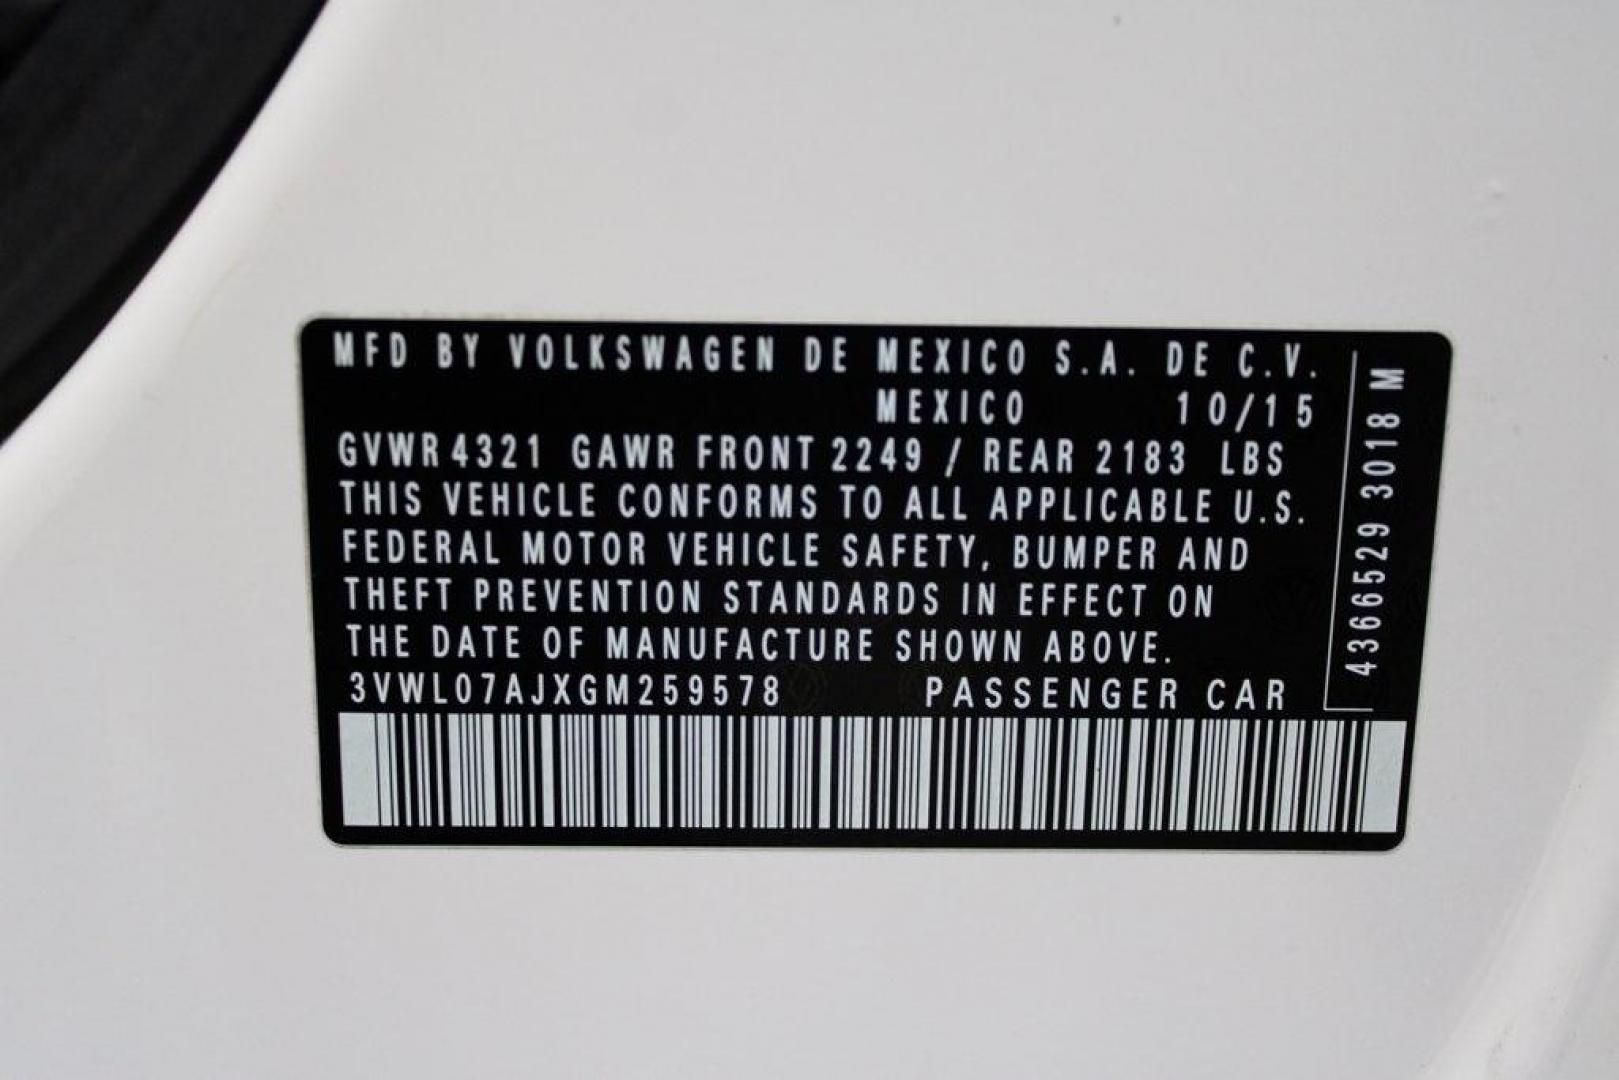 MFD BY VOLKSWAGEN DE MEXICO S.A. DE C.V.
MEXICO 10/15
GVWR 4321 GAWR FRONT 2249 / REAR 2183 LBS
THIS VEHICLE CONFORMS TO ALL APPLICABLE U.S.
FEDERAL MOTOR VEHICLE SAFETY, BUMPER AND
THEFT PREVENTION STANDARDS IN EFFECT ON
THE DATE OF MANUFACTURE SHOWN ABOVE.
3VWL07AJXGM259578 PASSENGER CAR
4366529 3018 M